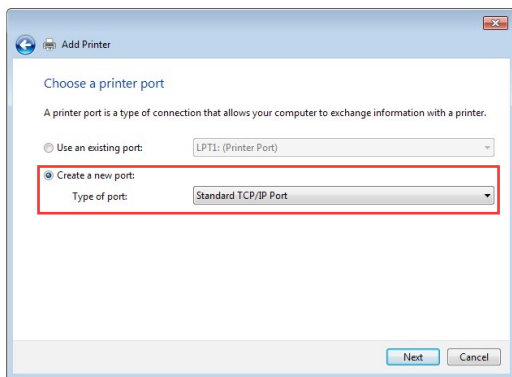 Add Printer
Choose a printer port
A printer port is a type of connection that allows your computer to exchange information with a printer.
Use an existing port: LPT1: (Printer Port)
Create a new port:
Type of port: Standard TCP/IP Port
Next Cancel